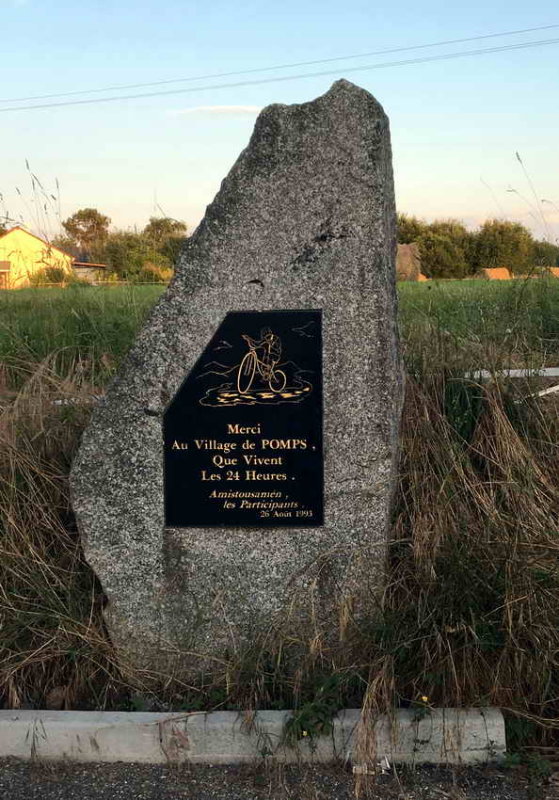 Merci
Au Village de POMPS ,
Que Vivent
Les 24 Heures .
Amistousamen ,
les Participants .
26 Août 1993